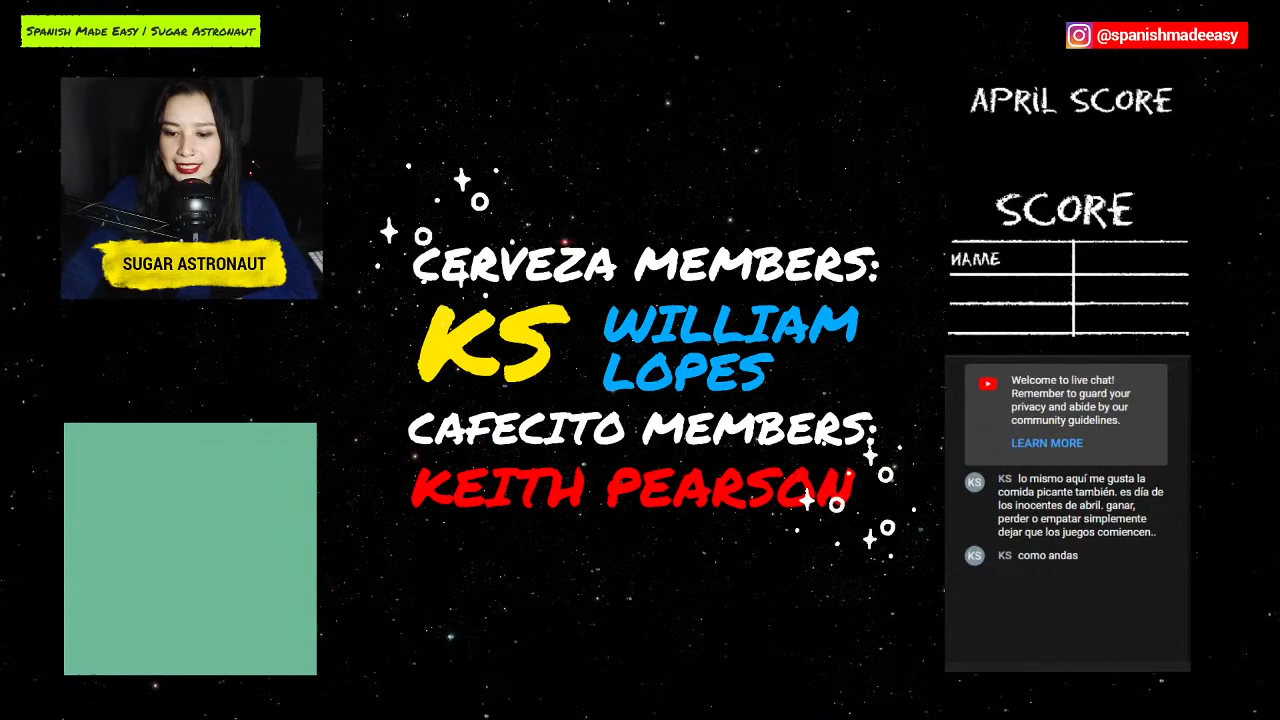 Spanish Made Easy / Sugar Astronaut
@spanishmadeeasy
SUGAR ASTRONAUT
CERVEZA MEMBERS:
KS WILLIAM
LOPES
CAFECITO MEMBERS:
KEITH PEARSON
APRIL SCORE
SCORE
NAME
Welcome to live chat!
Remember to guard your
privacy and abide by our
community guidelines.
LEARN MORE
KS KS lo mismo aquí me gusta la
comida picante también. es día de
los inocentes de abril. ganar,
perder o empatar simplemente
dejar que los juegos comiencen..
KS KS como andas